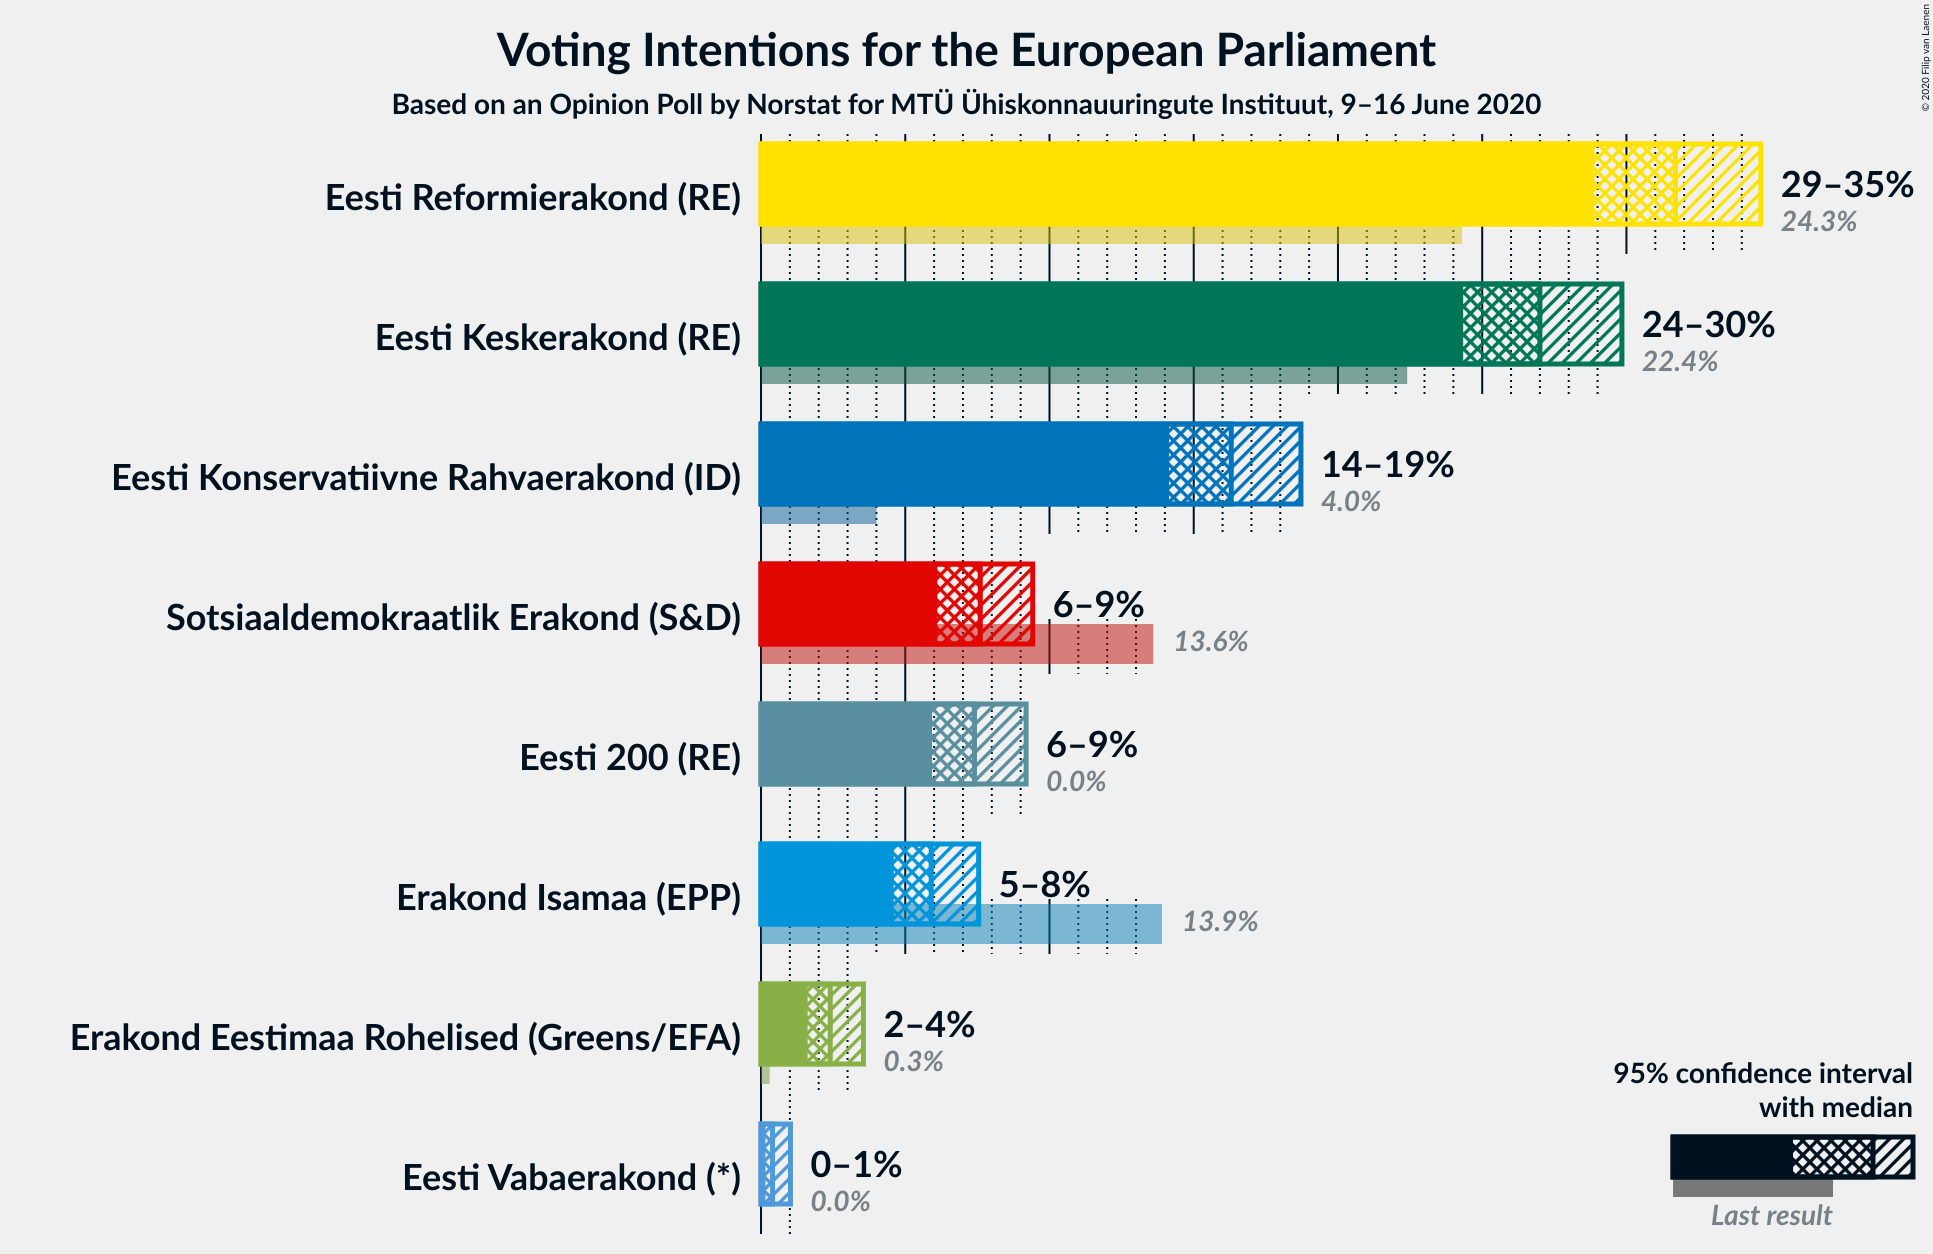 Voting Intentions for the European Parliament
Based on an Opinion Poll by Norstat for MTÜ Ühiskonnauuringute Instituut, 9–16 June 2020
© 2020 Filip van Laenen
Eesti Reformierakond (RE)
29–35%
24.3%
Eesti Keskerakond (RE)
24–30%
22.4%
Eesti Konservatiivne Rahvaerakond (ID)
14–19%
4.0%
Sotsiaaldemokraatlik Erakond (S&D)
6–9%
13.6%
Eesti 200 (RE)
6–9%
0.0%
Erakond Isamaa (EPP)
5–8%
13.9%
Erakond Eestimaa Rohelised (Greens/EFA)
2–4%
0.3%
Eesti Vabaerakond (*)
0–1%
0.0%
95% confidence interval
with median
Last result